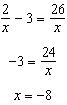 2/x − 3 = 26/x
−3 = 24/x
x = −8